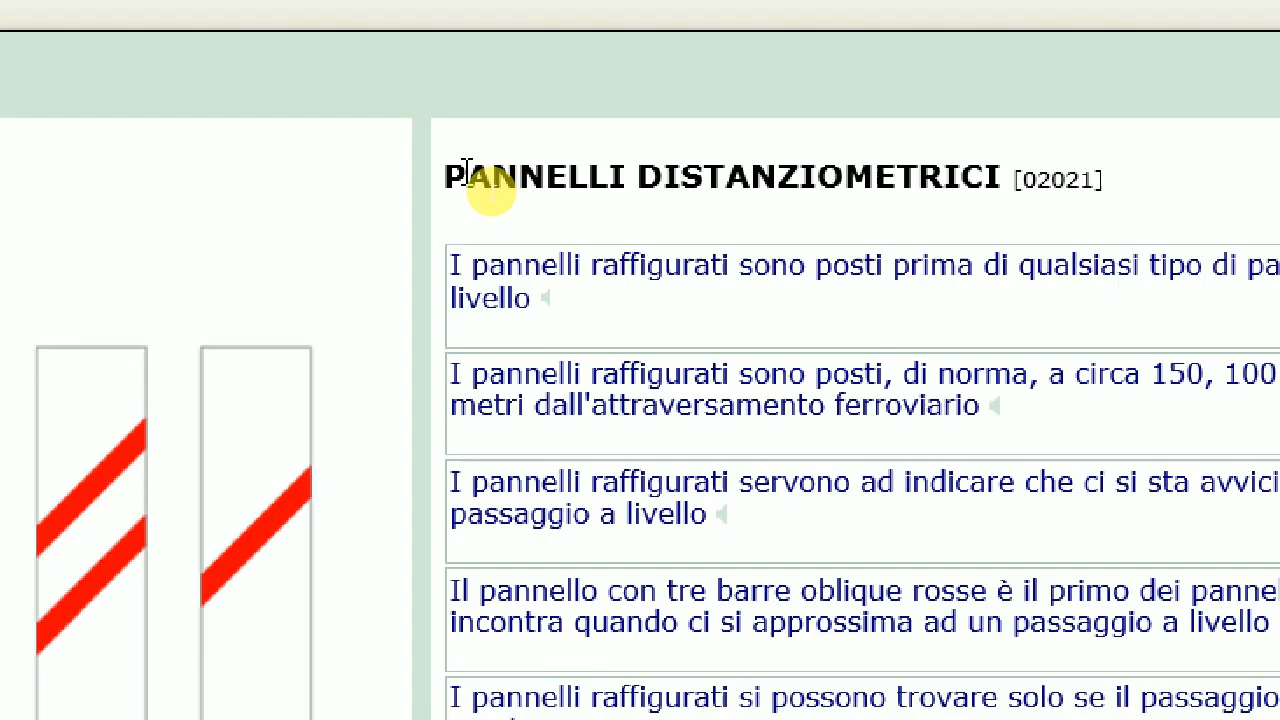 PANNELLI DISTANZIOMETRICI [02021]
I pannelli raffigurati sono posti prima di qualsiasi tipo di
livello
I pannelli raffigurati sono posti, di norma, a circa 150, 100
metri dall'attraversamento ferroviario
I pannelli raffigurati servono ad indicare che ci si sta
passaggio a livello
Il pannello con tre barre oblique rosse è il primo dei
incontra quando ci si approssima ad un passaggio a livello
I pannelli raffigurati si possono trovare solo se il passaggio